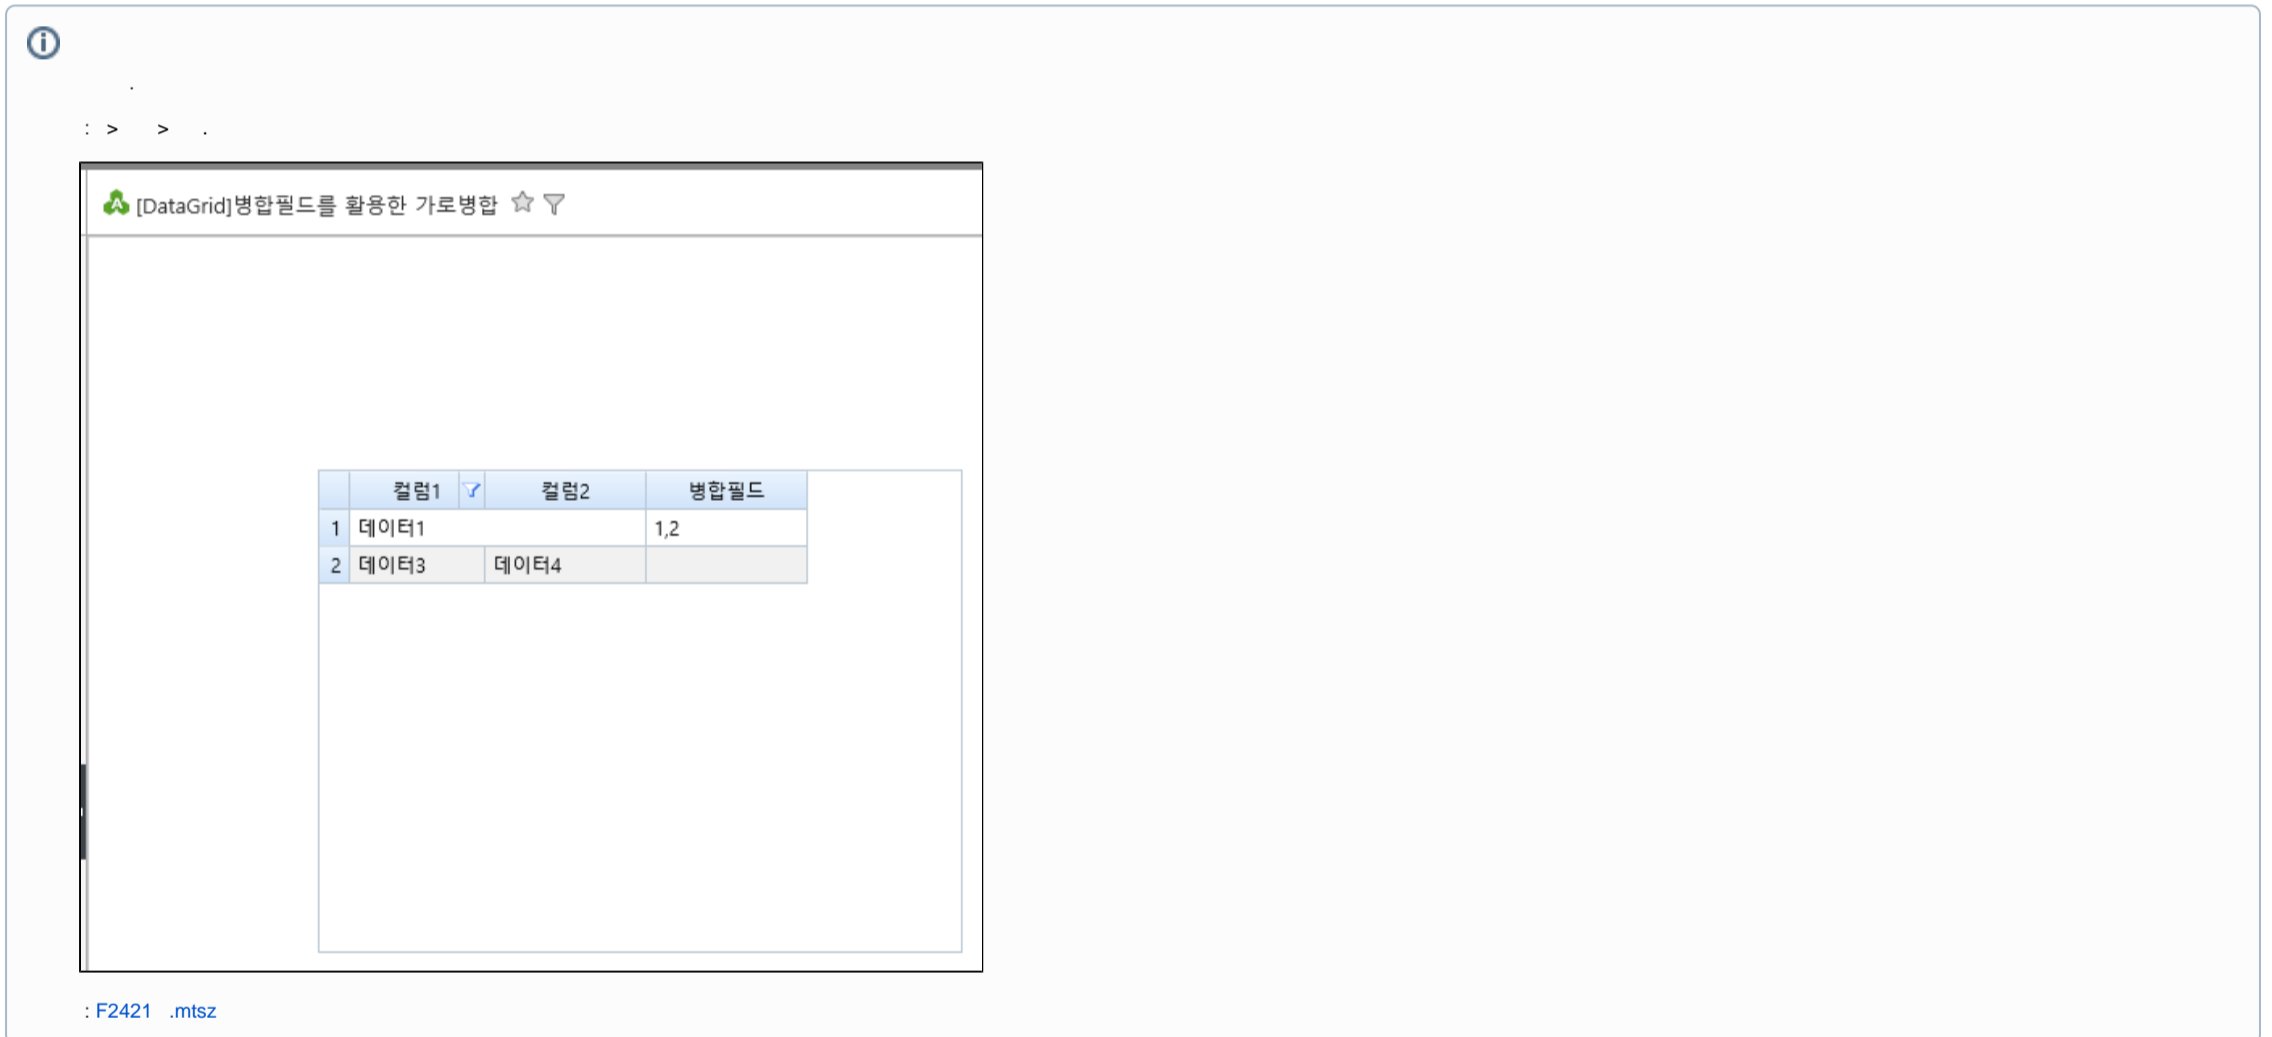 .
: > > .
[DataGrid]병합필드를 활용한 가로병합
컬럼1 컬럼2 병합필드
1 데이터1 1,2
2 데이터3 데이터4
: F2421 .mtsz